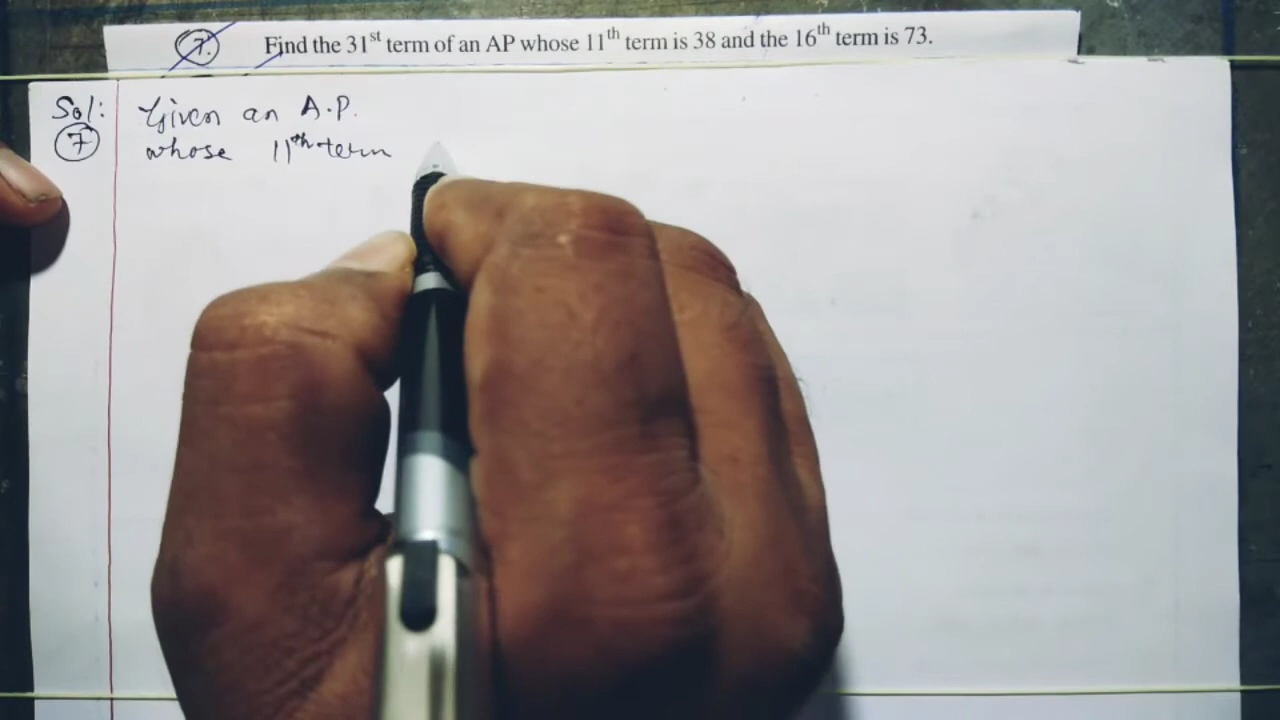 7. Find the 31st term of an AP whose 11th term is 38 and the 16th term is 73.
Sol: Given an A.P.
7 whose 11th term